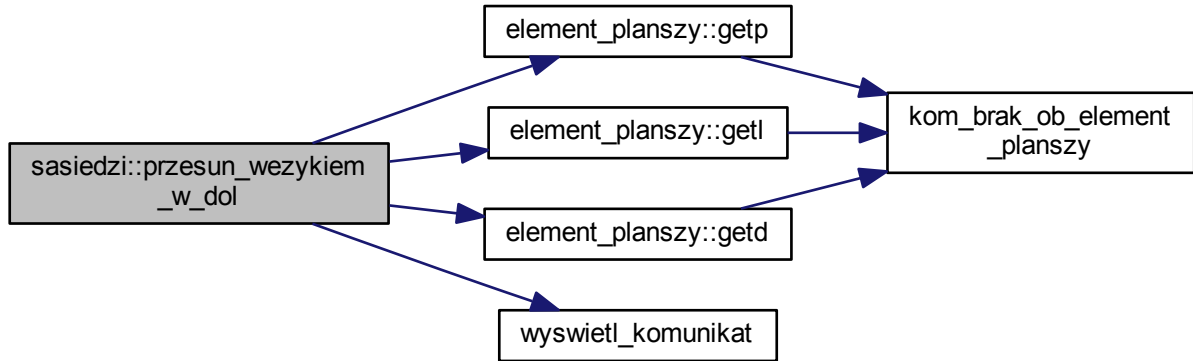 element_planszy::getp
kom_brak_ob_element
_planszy
element_planszy::getl
sasiedzi::przesun_wezykiem
_w_dol
element_planszy::getd
wyswietl_komunikat